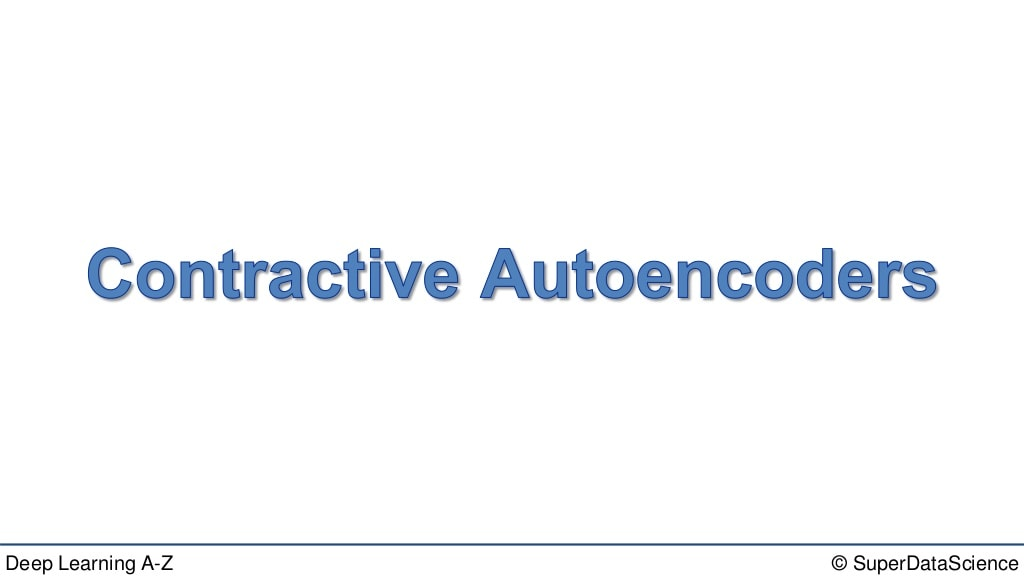 Contractive Autoencoders
Deep Learning A-Z
© SuperDataScience